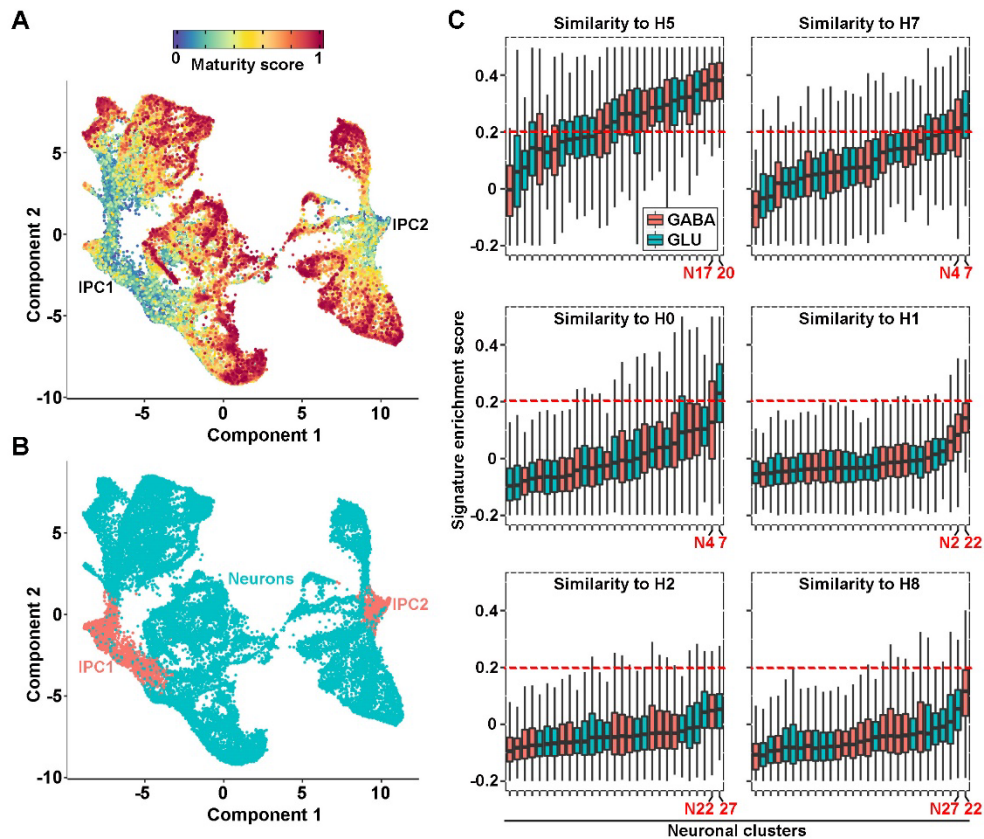 A
0
1
Maturity score
5
0
-5
-10
IPC2
IPC1
Component 2
-5
0
5
10
Component 1
B
5
0
-5
-10
Neurons
IPC2
IPC1
Component 2
-5
0
5
10
Component 1
C
Similarity to H5
Similarity to H7
0.4
0.2
0
-0.2
GABA
GLU
N17 20
N4 7
Similarity to H0
Similarity to H1
0.4
0.2
0
-0.2
Signature enrichment score
N4 7
N2 22
Similarity to H2
Similarity to H8
0.4
0.2
0
-0.2
N22 27
N27 22
Neuronal clusters